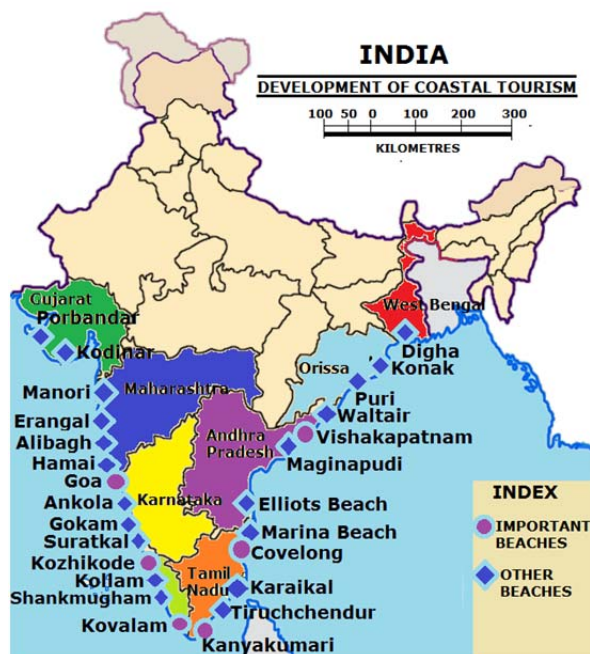 INDIA
DEVELOPMENT OF COASTAL TOURISM
100 50 0 100 200 300
KILOMETRES
Gujarat
Porbandar
Kodinar
West Bengal
Digha
Konak
Orissa
Puri
Maharashtra
Manori
Waltair
Erangal
Vishakapatnam
Alibagh
Andhra
Pradesh
Maginapudi
Hamai
Goa
Karnataka
Ankola
Elliots Beach
Gokam
Marina Beach
Suratkal
Covelong
Kozhikode
Kollam
Tamil
Nadu
Karaikal
Shankmugham
Tiruchchendur
Kovalam
Kanyakumari
INDEX
IMPORTANT
BEACHES
OTHER
BEACHES